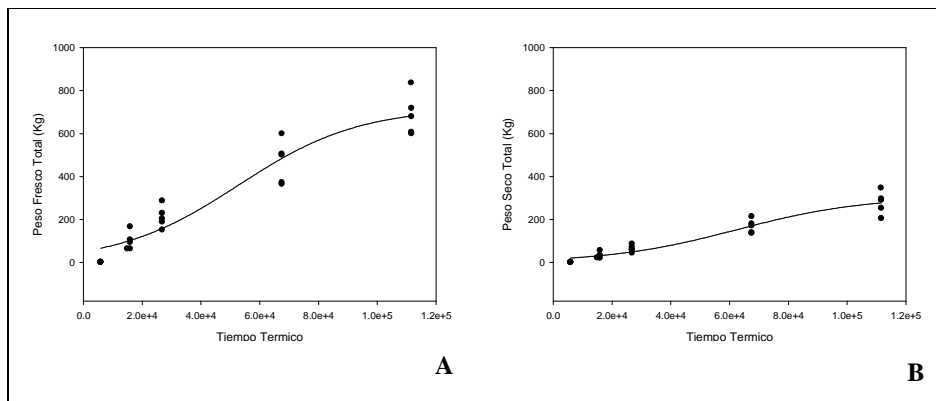 1000
800
600
400
200
0
Peso Fresco Total (Kg)
0.0 2.0e+4 4.0e+4 6.0e+4 8.0e+4 1.0e+5 1.2e+5
Tiempo Termico
A
1000
800
600
400
200
0
Peso Seco Total (Kg)
0.0 2.0e+4 4.0e+4 6.0e+4 8.0e+4 1.0e+5 1.2e+5
Tiempo Termico
B